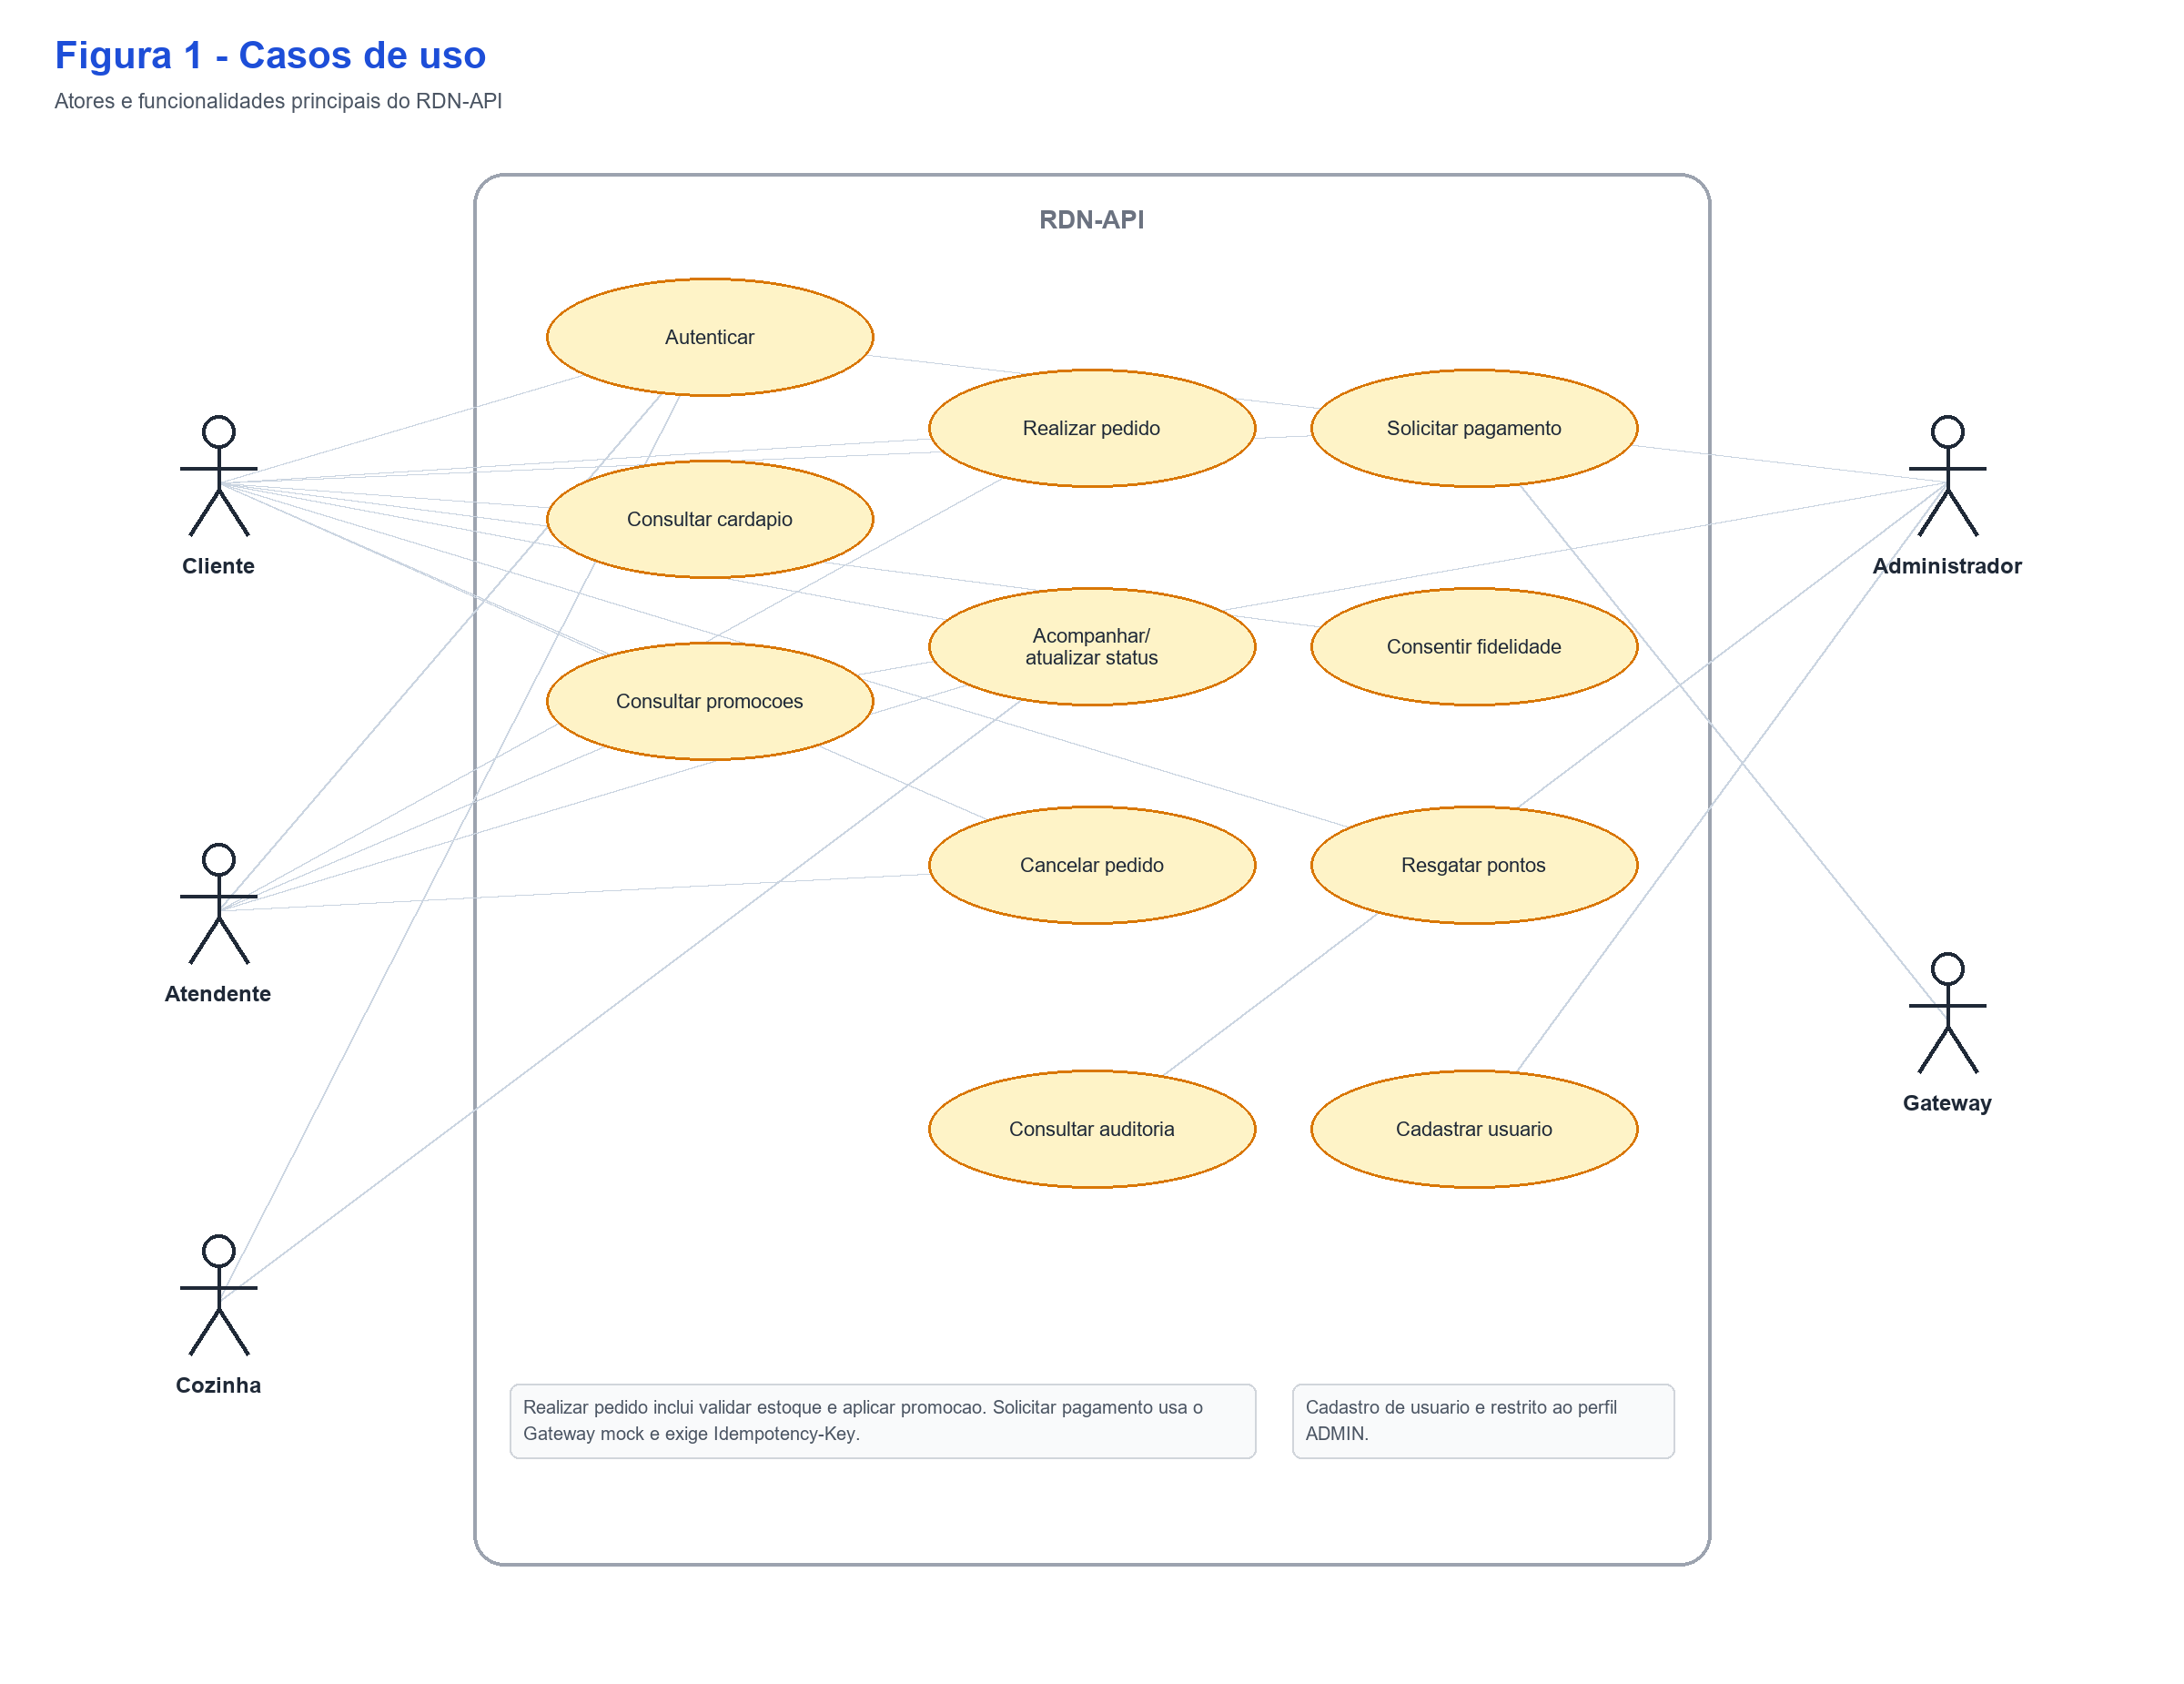 Figura 1 - Casos de uso
Atores e funcionalidades principais do RDN-API
RDN-API
Autenticar
Realizar pedido
Solicitar pagamento
Consultar cardapio
Cliente
Administrador
Acompanhar/
atualizar status
Consentir fidelidade
Consultar promocoes
Cancelar pedido
Resgatar pontos
Atendente
Gateway
Consultar auditoria
Cadastrar usuario
Cozinha
Realizar pedido inclui validar estoque e aplicar promocao. Solicitar pagamento usa o
Gateway mock e exige Idempotency-Key.
Cadastro de usuario e restrito ao perfil
ADMIN.